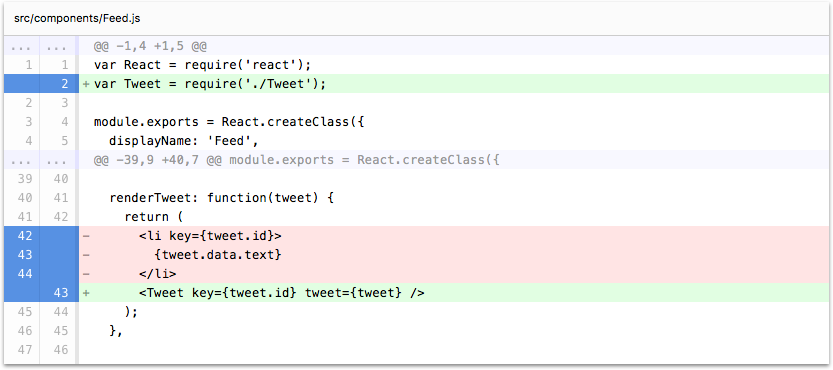 src/components/Feed.js
... ... @@ -1,4 +1,5 @@
1 1 var React = require('react');
2 + var Tweet = require('./Tweet');
2 3
3 4 module.exports = React.createClass({
4 5 displayName: 'Feed',
... ... @@ -39,9 +40,7 @@ module.exports = React.createClass({
39 40
40 41 renderTweet: function(tweet) {
41 42 return (
42 - <li key={tweet.id}>
43 - {tweet.data.text}
44 - </li>
43 + <Tweet key={tweet.id} tweet={tweet} />
45 44 );
46 45 },
47 46